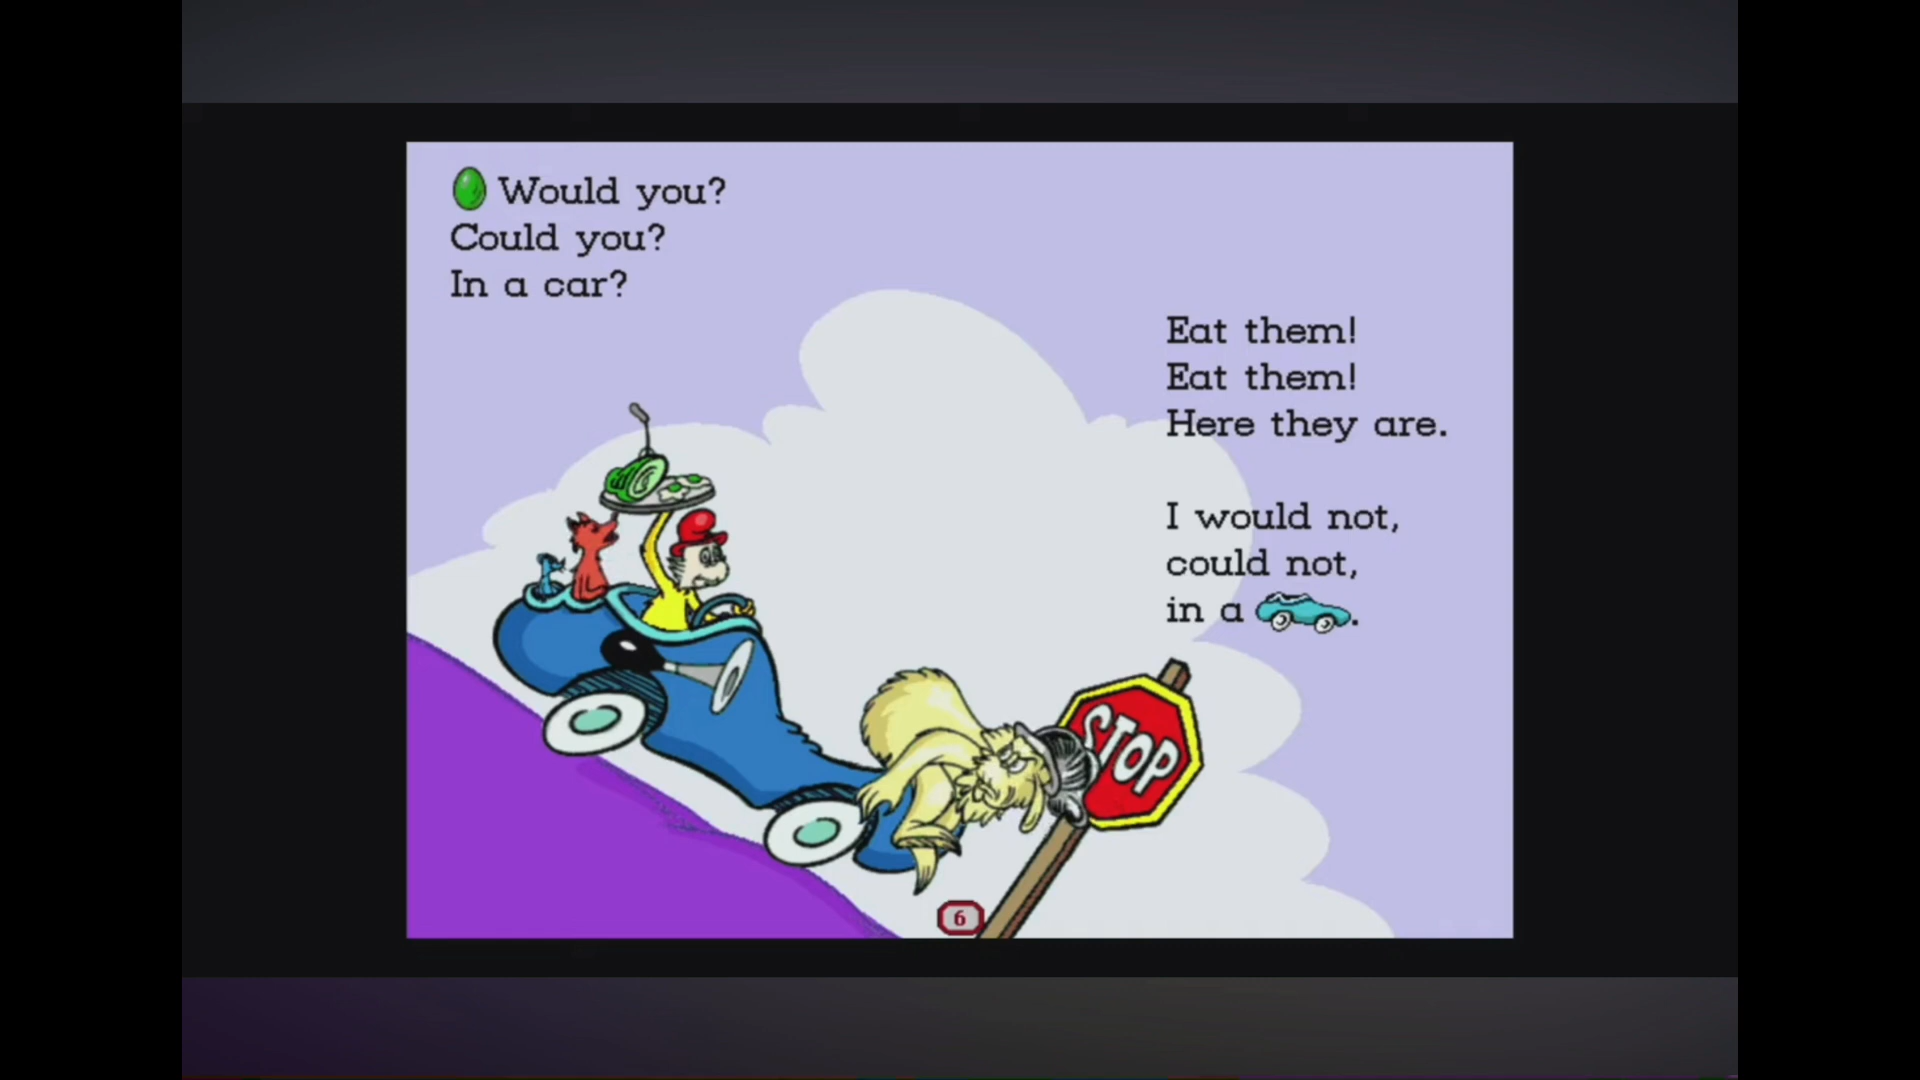 Would you?
Could you?
In a car?
Eat them!
Eat them!
Here they are.
I would not,
could not,
in a .
STOP
6